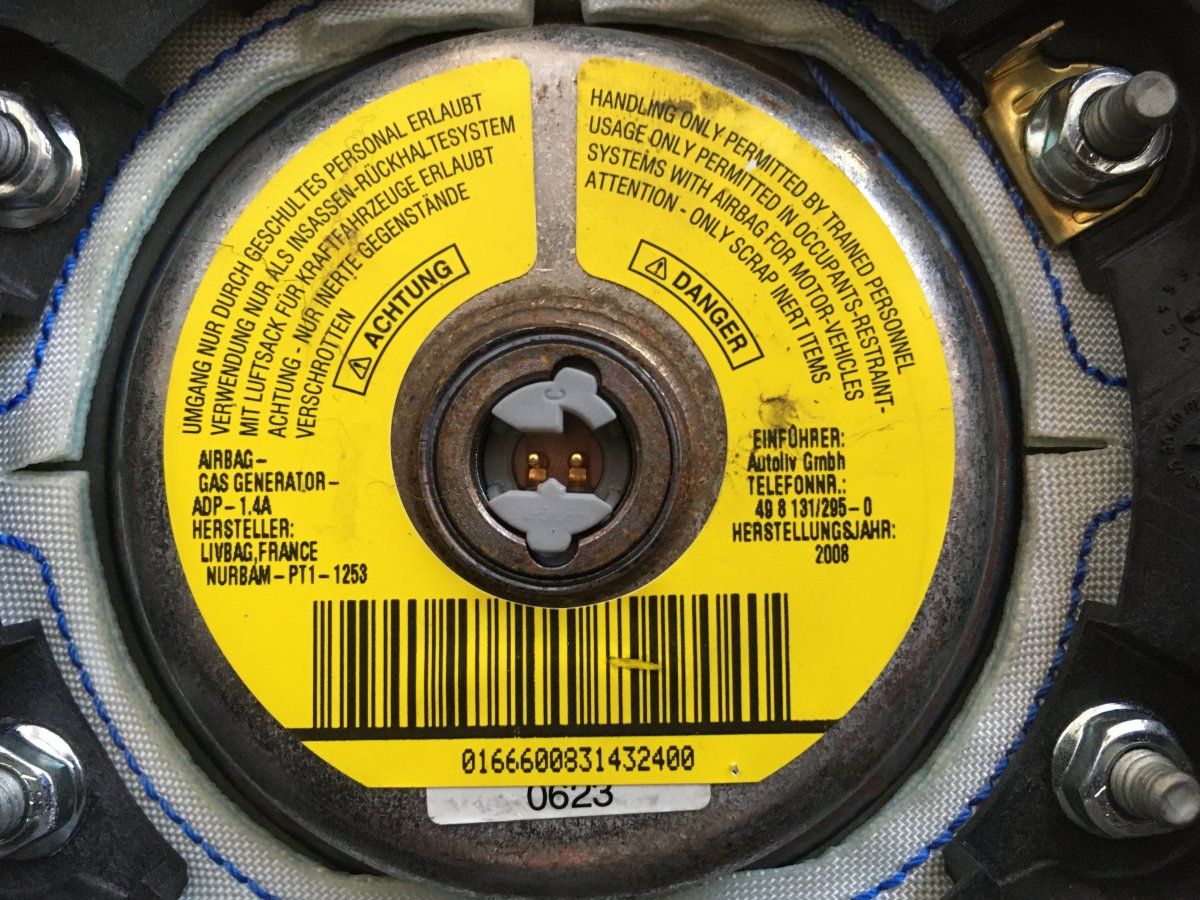 UMGANG NUR DURCH GESCHULTES PERSONAL ERLAUBT
VERWENDUNG NUR ALS INSASSEN-RÜCKHALTESYSTEM
MIT LUFTSACK FÜR KRAFTFAHRZEUGE ERLAUBT
ACHTUNG - NUR INERTE GEGENSTÄNDE
VERSCHROTTEN
ACHTUNG
HANDLING ONLY PERMITTED BY TRAINED PERSONNEL
USAGE ONLY PERMITTED IN OCCUPANTS-RESTRAINT-
SYSTEMS WITH AIRBAG FOR MOTOR-VEHICLES
ATTENTION - ONLY SCRAP INERT ITEMS
DANGER
C
AIRBAG-
GAS GENERATOR-
ADP-1.4A
HERSTELLER:
LIVBAG,FRANCE
NURBAM-PT1-1253
EINFÜHRER:
Autoliv GmbH
TELEFONNR.:
49 8 131/295-0
HERSTELLUNGSJAHR:
2008
0166600831432400
0623